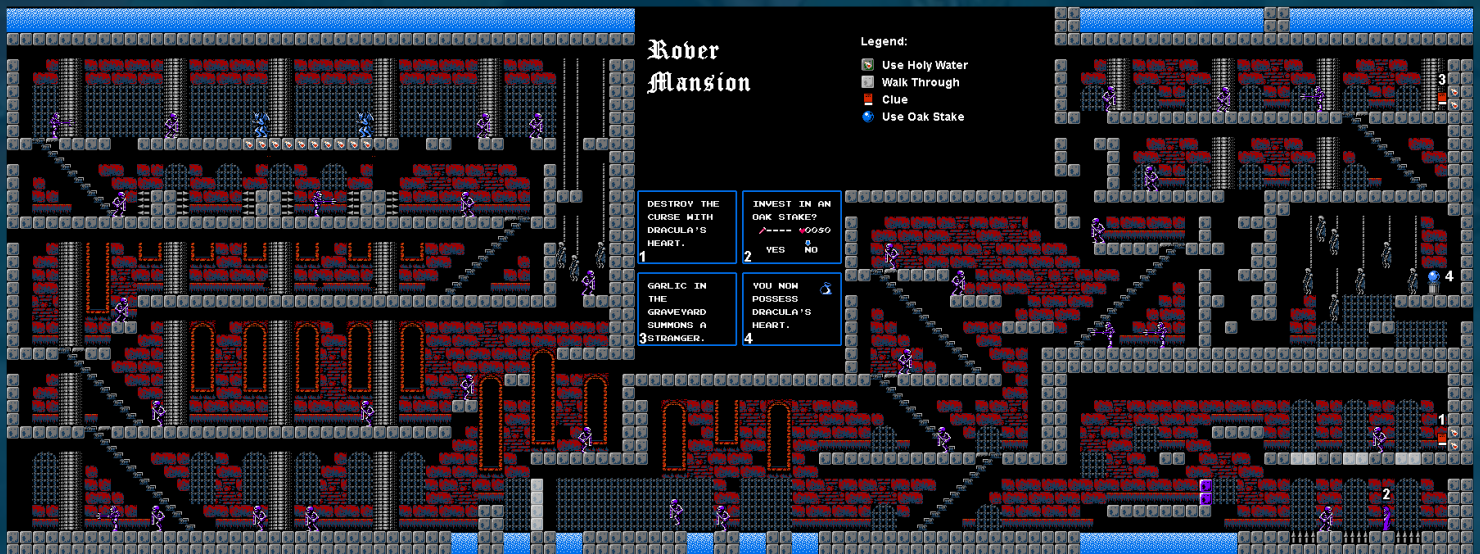 Rover
Mansion
Legend:
Use Holy Water
Walk Through
Clue
Use Oak Stake
3
DESTROY THE
CURSE WITH
DRACULA'S
HEART.
1
INVEST IN AN
OAK STAKE?
---- ♥0050
YES NO
2
GARLIC IN
THE
GRAVEYARD
SUMMONS A
STRANGER.
3
YOU NOW
POSSESS
DRACULA'S
HEART.
4
4
1
2